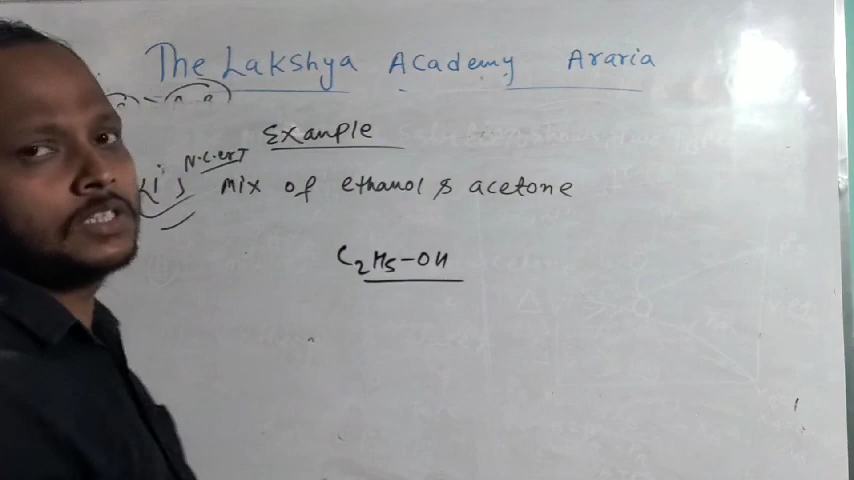 The Lakshya Academy Araria
Example
N.C.ERT
(i) mix of ethanol & acetone
C2H5-OH